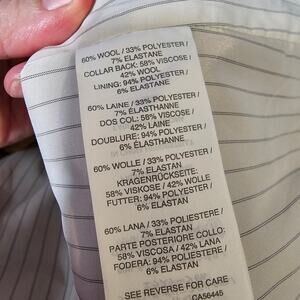 60% WOOL / 33% POLYESTER /
7% ELASTANE
COLLAR BACK: 58% VISCOSE /
42% WOOL
LINING: 94% POLYESTER /
6% ELASTANE
60% LAINE / 33% POLYESTER /
7% ÉLASTHANNE
DOS COL: 58% VISCOSE /
42% LAINE
DOUBLURE: 94% POLYESTER /
6% ÉLASTHANNE
60% WOLLE / 33% POLYESTER /
7% ELASTAN
KRAGENRÜCKSEITE:
58% VISKOSE / 42% WOLLE
FUTTER: 94% POLYESTER /
6% ELASTAN
60% LANA / 33% POLIESTERE /
7% ELASTAN
PARTE POSTERIORE COLLO:
58% VISCOSA / 42% LANA
FODERA: 94% POLIESTERE /
6% ELASTAN
SEE REVERSE FOR CARE
CA56445